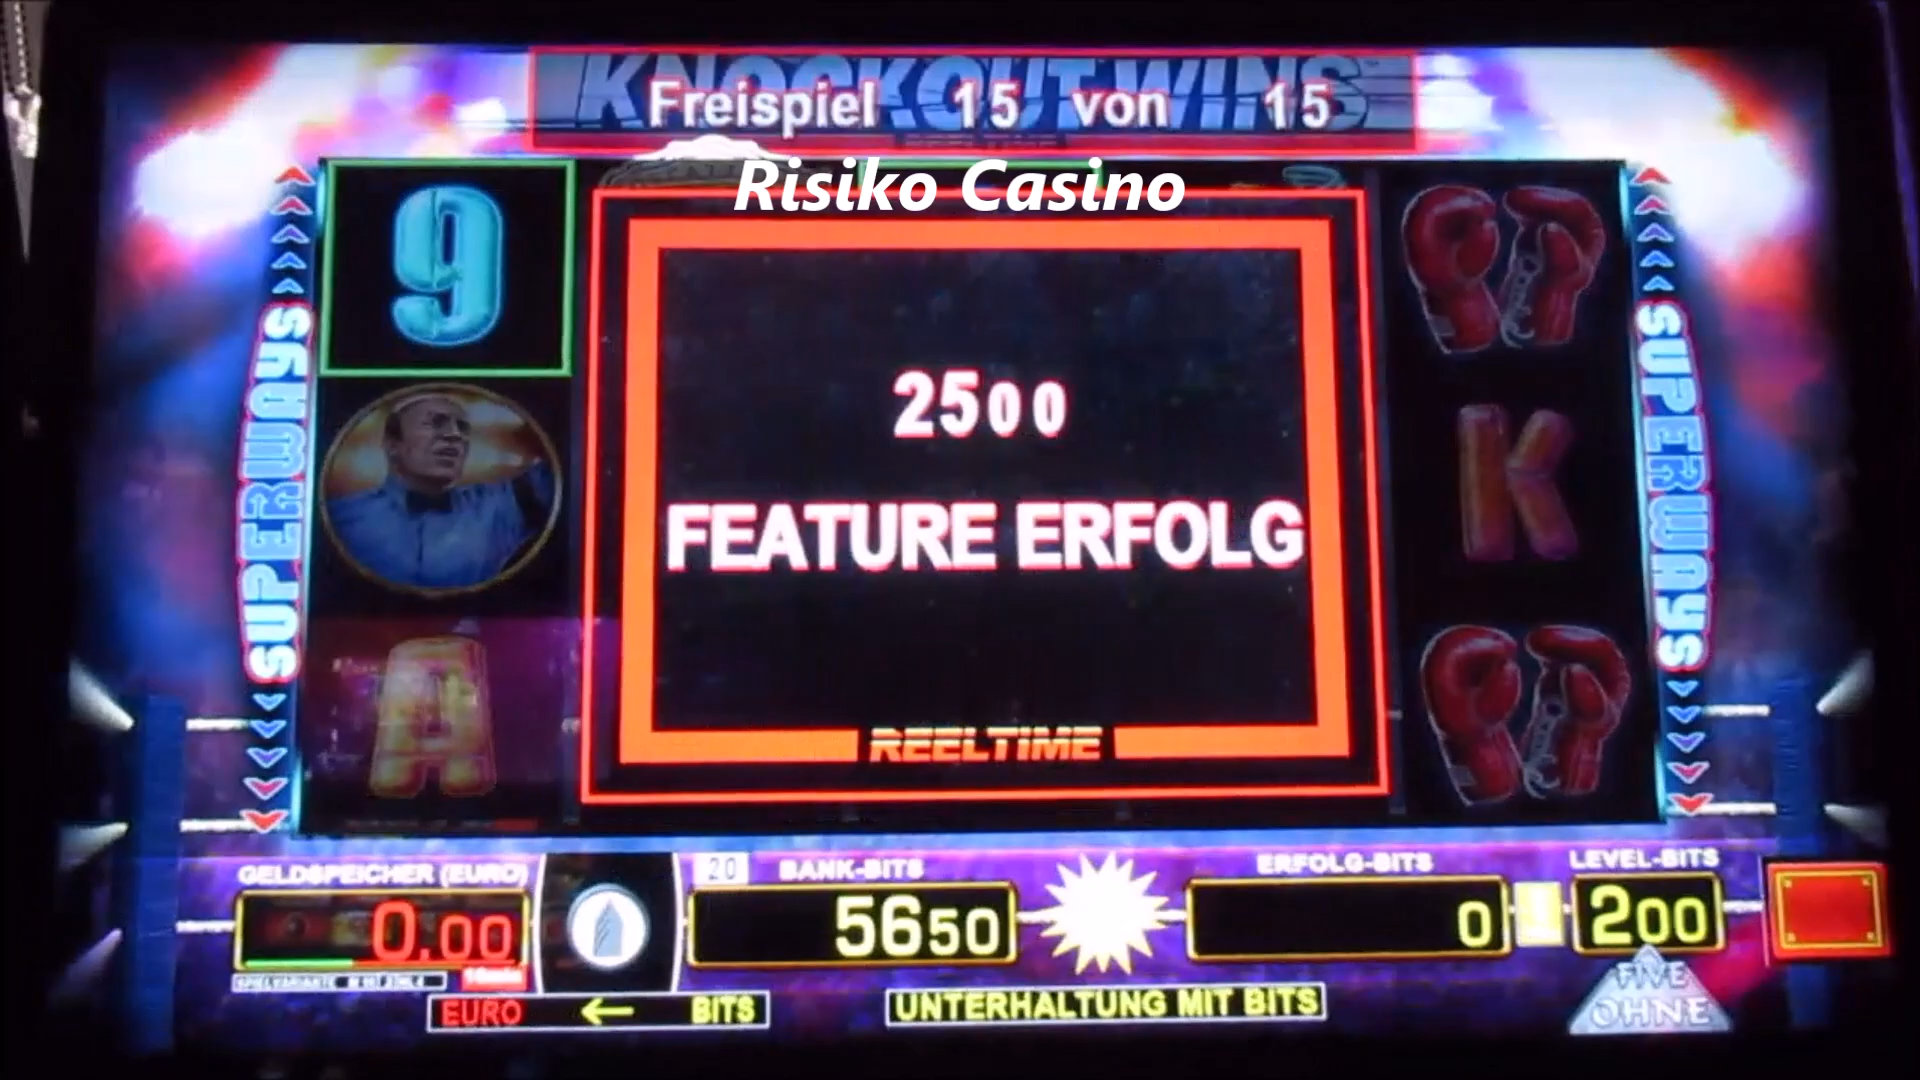 KNOCKOUT WINS
Freispiel 15 von 15
Risiko Casino
9
A
K
SUPERWAYS
SUPERWAYS
2500
FEATURE ERFOLG
REELTIME
GELDSPEICHER (EURO)
20
BANK-BITS
ERFOLG-BITS
LEVEL-BITS
0.00
5650
0
200
EURO ← BITS
UNTERHALTUNG MIT BITS
FIVE
OHNE